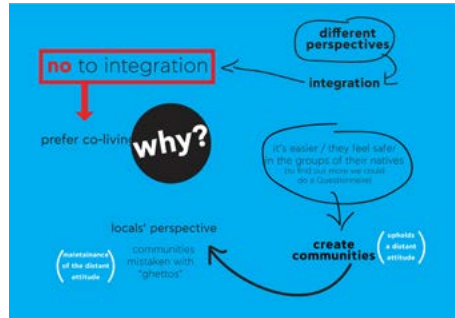 different
perspectives
integration
no to integration
prefer co-living
why?
it's easier / they feel safer
in the groups of their natives
(to find out more we could
do a Questionnaire)
create
communities
(upholds
a distant
attitude)
locals' perspective
communities
mistaken with
"ghettos"
(maintainance
of the distant
attitude)